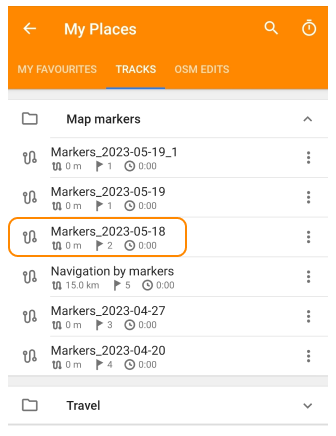 My Places
MY FAVOURITES TRACKS OSM EDITS
Map markers
Markers_2023-05-19_1
0 m 1 0:00
Markers_2023-05-19
0 m 1 0:00
Markers_2023-05-18
0 m 2 0:00
Navigation by markers
15.0 km 5 0:00
Markers_2023-04-27
0 m 3 0:00
Markers_2023-04-20
0 m 4 0:00
Travel